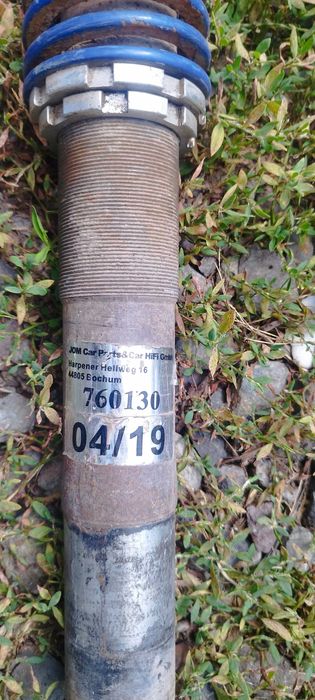 JOM Car Parts&Car HiFi GmbH
Harpener Hellweg 16
44805 Bochum
760130
04/19